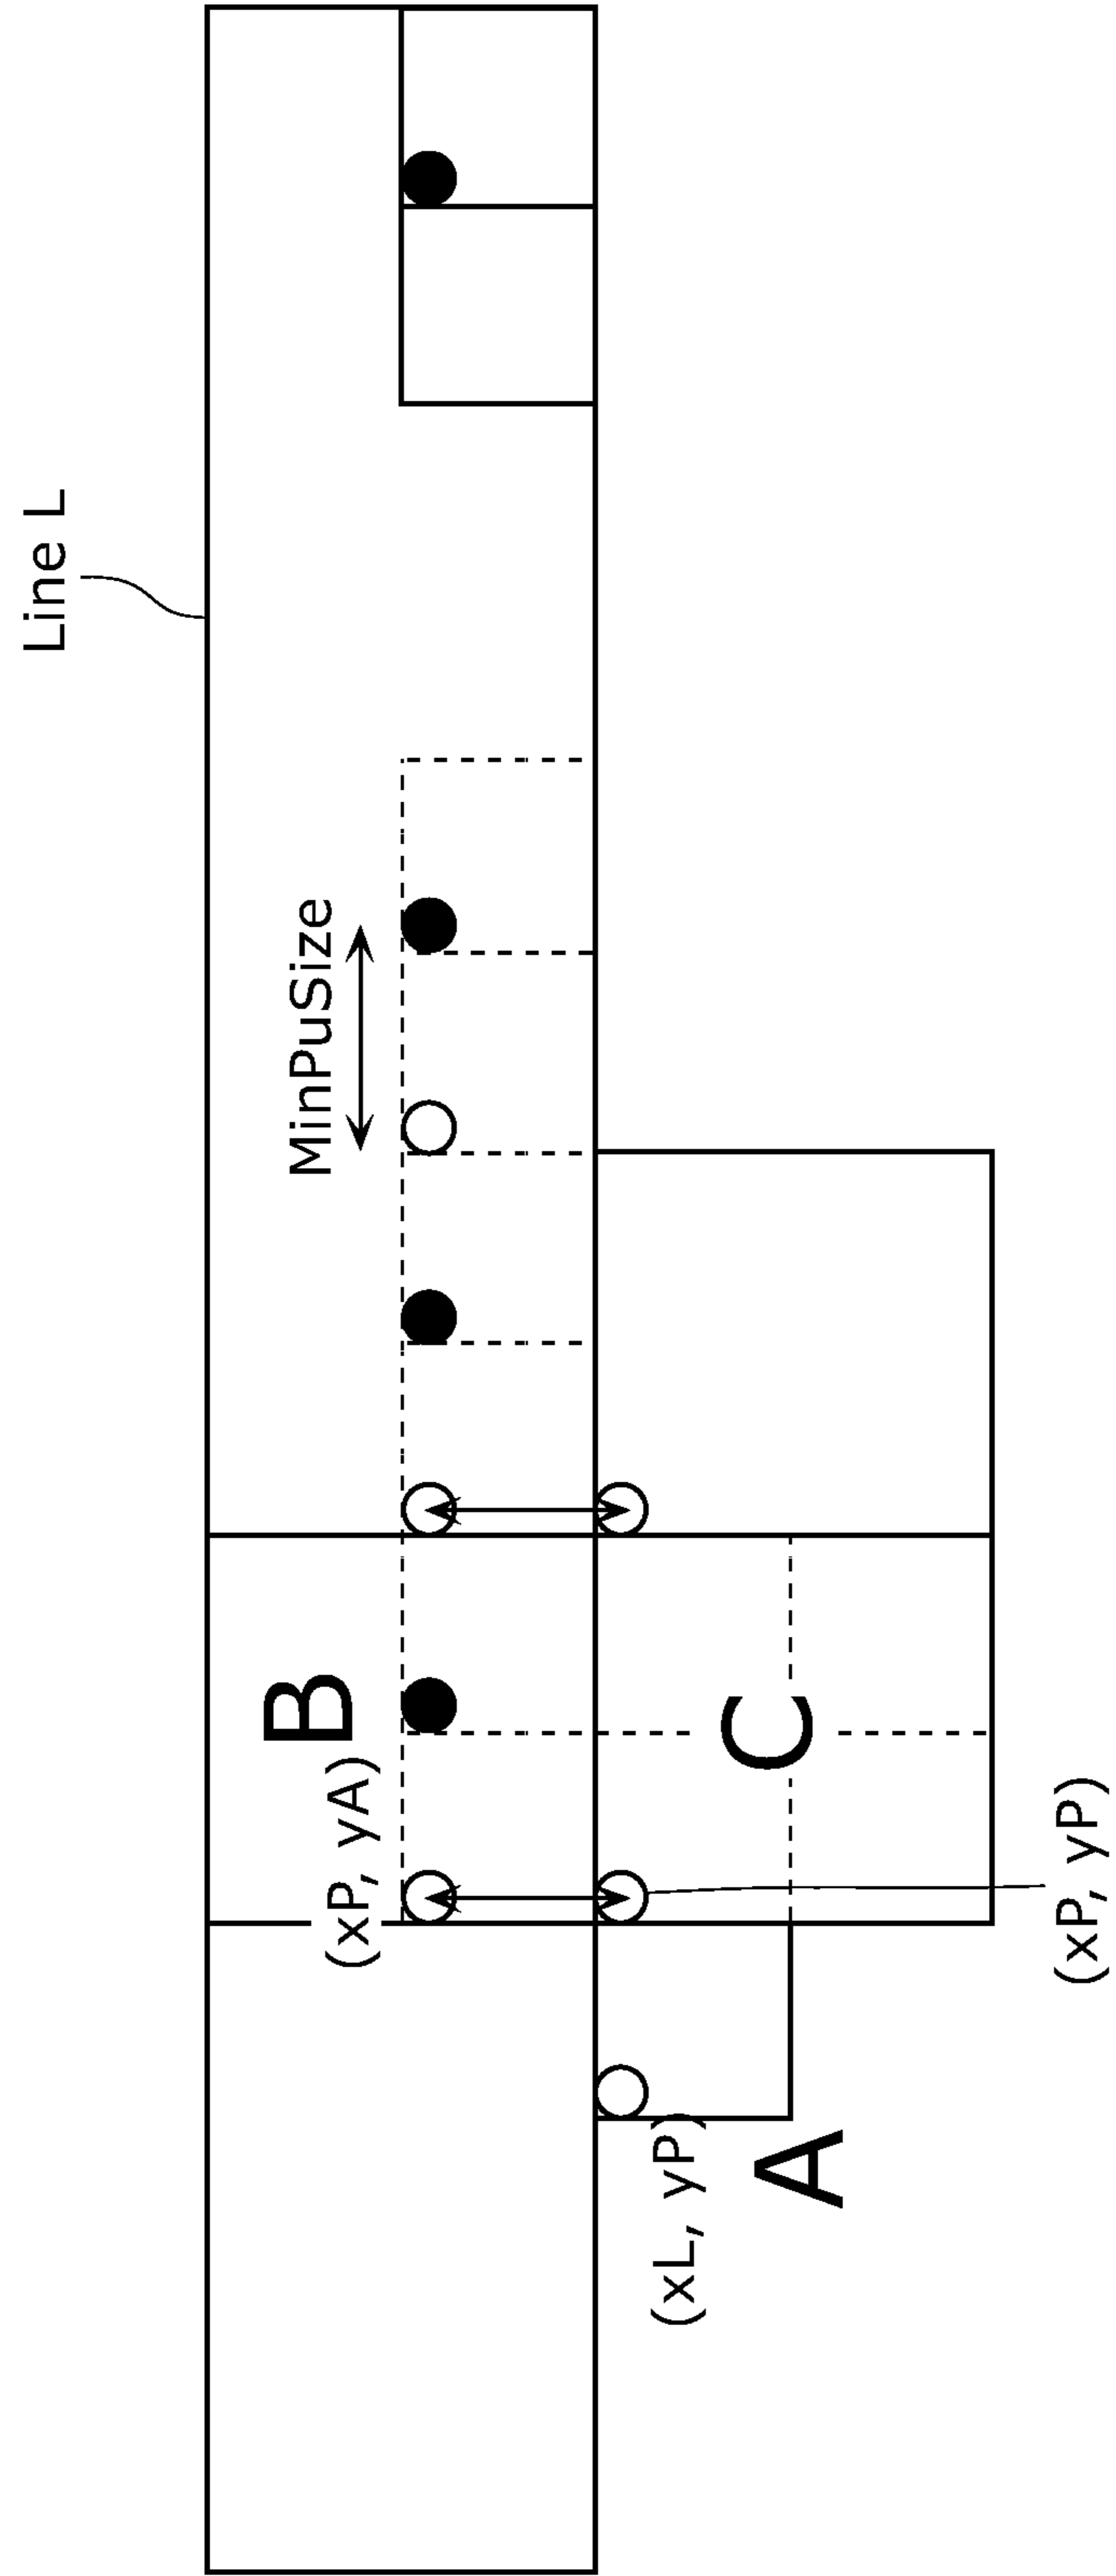 Line L
MinPuSize
B
(xP, yA)
C
(xP, yP)
(xL, yP)
A